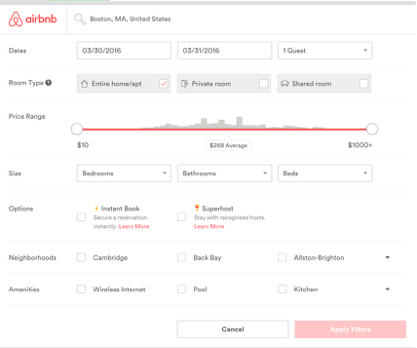 airbnb Boston, MA, United States
Dates 03/30/2016 03/31/2016 1 Guest
Room Type Entire home/apt Private room Shared room
Price Range
$10 $268 Average $1000+
Size Bedrooms Bathrooms Beds
Options Instant Book Superhost
Secure a reservation Stay with recognized hosts.
instantly. Learn More Learn More
Neighborhoods Cambridge Back Bay Allston-Brighton
Amenities Wireless Internet Pool Kitchen
Cancel Apply Filters